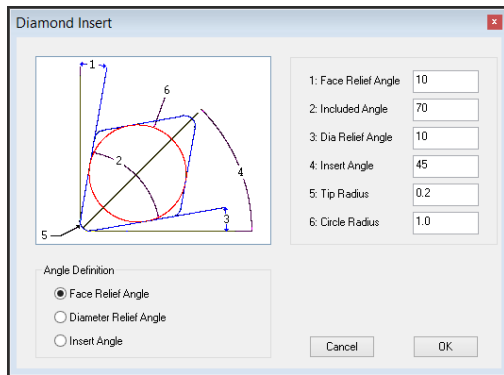 Diamond Insert
x
1
6
2
4
3
5
1: Face Relief Angle 10
2: Included Angle 70
3: Dia Relief Angle 10
4: Insert Angle 45
5: Tip Radius 0.2
6: Circle Radius 1.0
Angle Definition
Face Relief Angle
Diameter Relief Angle
Insert Angle
Cancel OK